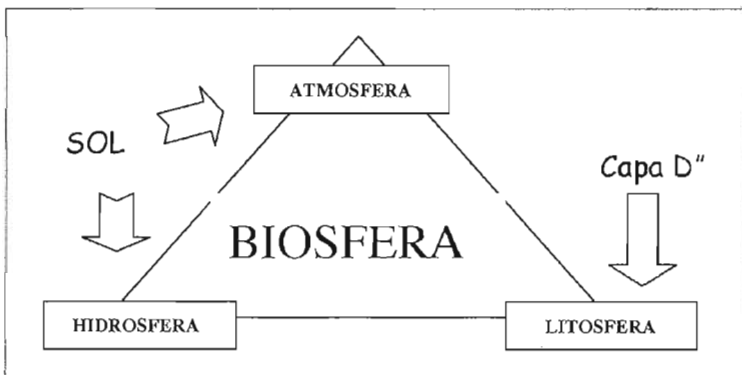 ATMOSFERA
SOL
Capa D"
BIOSFERA
HIDROSFERA
LITOSFERA